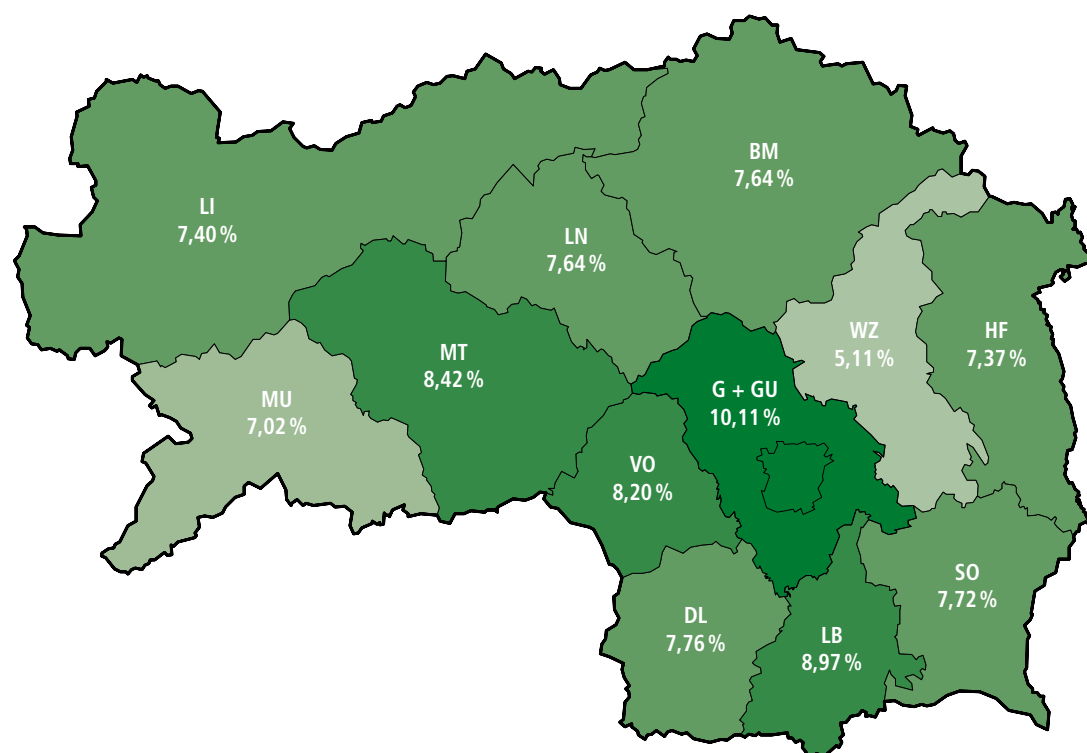 BM
7,64 %
LI
7,40 %
LN
7,64 %
WZ
5,11 %
HF
7,37 %
MT
8,42 %
G + GU
10,11 %
MU
7,02 %
VO
8,20 %
SO
7,72 %
DL
7,76 %
LB
8,97 %